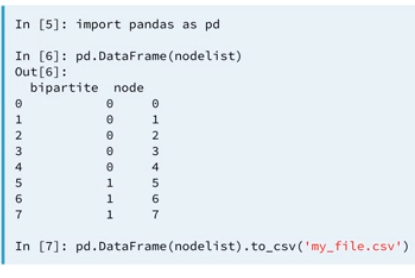 In [5]: import pandas as pd
In [6]: pd.DataFrame(nodelist)
Out[6]:
bipartite node
0 0 0
1 0 1
2 0 2
3 0 3
4 0 4
5 1 5
6 1 6
7 1 7
In [7]: pd.DataFrame(nodelist).to_csv('my_file.csv')